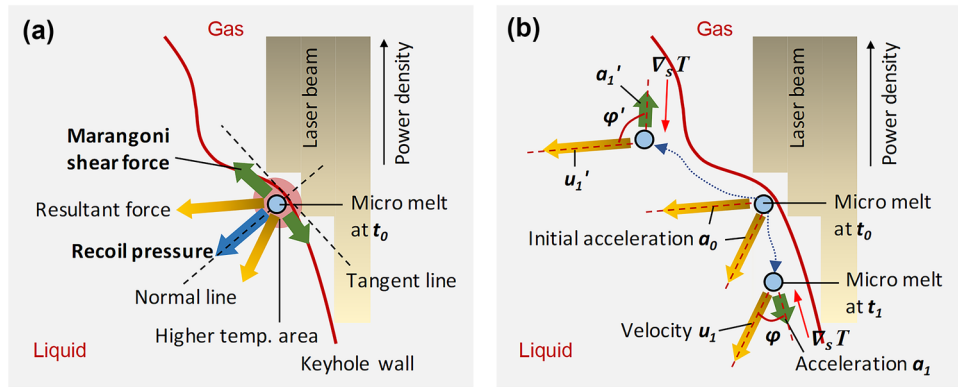 (a)
Gas
Laser beam
Power density
Marangoni
shear force
Resultant force
Recoil pressure
Normal line
Micro melt
at t0
Tangent line
Higher temp. area
Liquid
Keyhole wall
(b)
Gas
∇sT
a1'
φ'
u1'
Laser beam
Power density
Micro melt
at t0
Initial acceleration a0
Micro melt
at t1
Velocity u1
φ
∇sT
Liquid
Acceleration a1